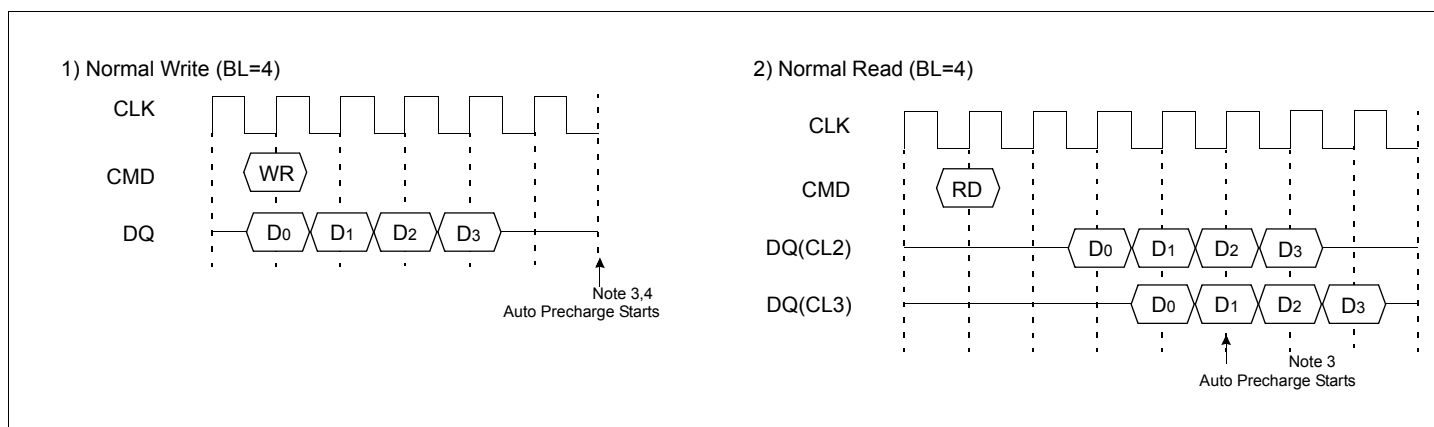 1) Normal Write (BL=4)
CLK
CMD
WR
DQ
D0 D1 D2 D3
Note 3,4
Auto Precharge Starts
2) Normal Read (BL=4)
CLK
CMD
RD
DQ(CL2)
D0 D1 D2 D3
DQ(CL3)
D0 D1 D2 D3
Note 3
Auto Precharge Starts